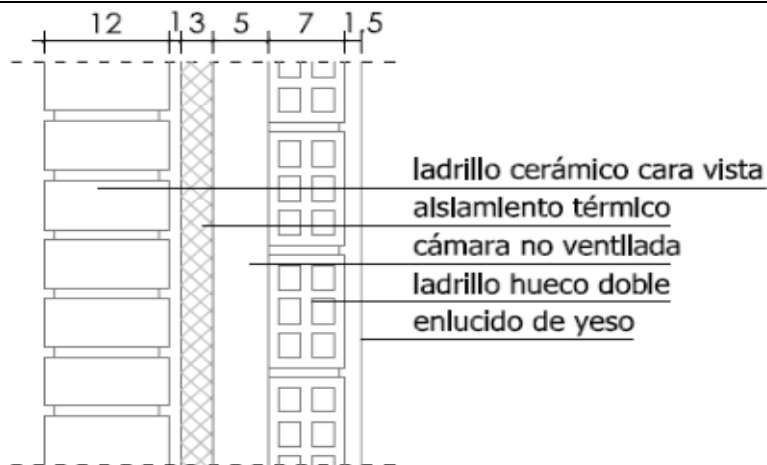 12 1 3 5 7 1,5
ladrillo cerámico cara vista
aislamiento térmico
cámara no ventilada
ladrillo hueco doble
enlucido de yeso